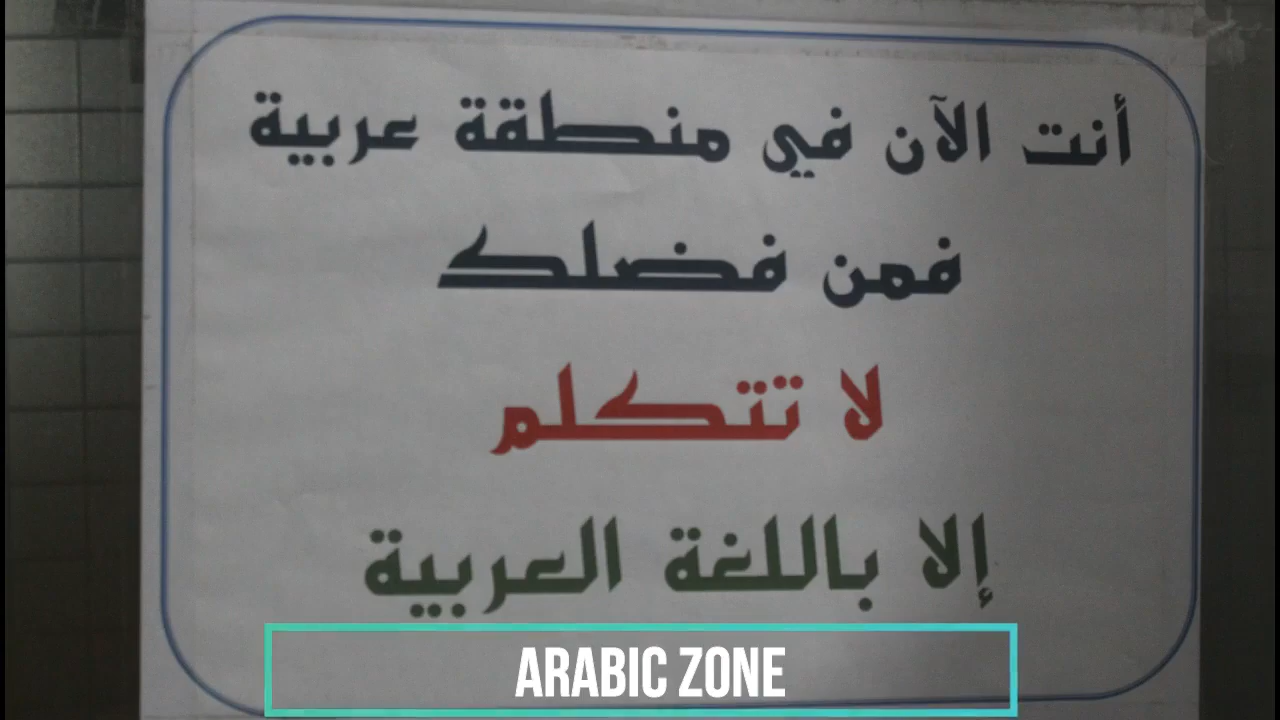 أنت الآن في منطقة عربية
فمن فضلك
لا تتكلم
إلا باللغة العربية
ARABIC ZONE